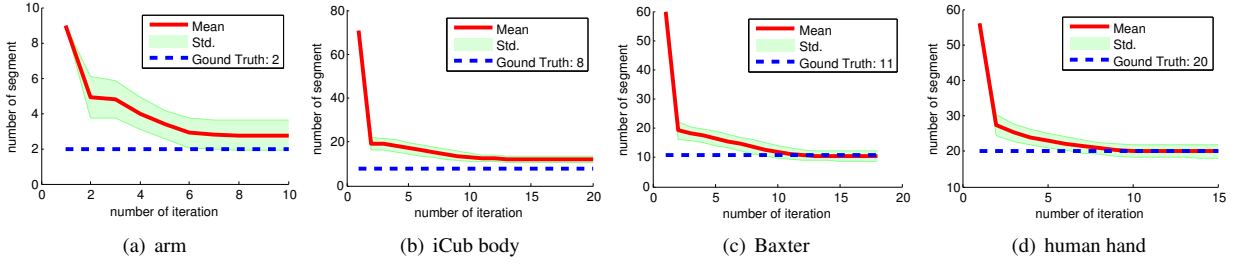 10
8
6
4
2
0
0
2
4
6
8
10
number of segment
number of iteration
Mean
Std.
Gound Truth: 2
(a) arm
80
60
40
20
0
0
5
10
15
20
number of segment
number of iteration
Mean
Std.
Gound Truth: 8
(b) iCub body
60
50
40
30
20
10
0
0
5
10
15
20
number of segment
number of iteration
Mean
Std.
Gound Truth: 11
(c) Baxter
60
50
40
30
20
10
0
5
10
15
number of segment
number of iteration
Mean
Std.
Gound Truth: 20
(d) human hand